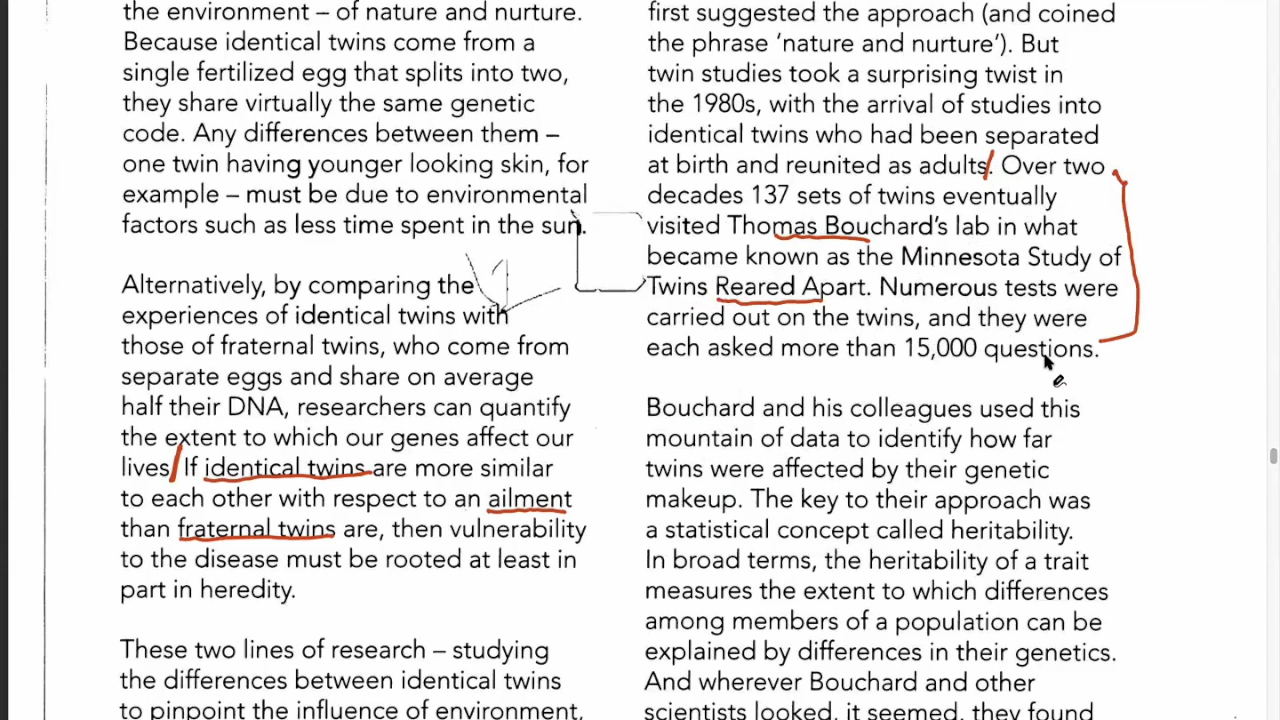 the environment – of nature and nurture.
Because identical twins come from a
single fertilized egg that splits into two,
they share virtually the same genetic
code. Any differences between them –
one twin having younger looking skin, for
example – must be due to environmental
factors such as less time spent in the sun.
Alternatively, by comparing the
experiences of identical twins with
those of fraternal twins, who come from
separate eggs and share on average
half their DNA, researchers can quantify
the extent to which our genes affect our
lives. If identical twins are more similar
to each other with respect to an ailment
than fraternal twins are, then vulnerability
to the disease must be rooted at least in
part in heredity.
These two lines of research – studying
the differences between identical twins
to pinpoint the influence of environment,
first suggested the approach (and coined
the phrase ‘nature and nurture’). But
twin studies took a surprising twist in
the 1980s, with the arrival of studies into
identical twins who had been separated
at birth and reunited as adults. Over two
decades 137 sets of twins eventually
visited Thomas Bouchard’s lab in what
became known as the Minnesota Study of
Twins Reared Apart. Numerous tests were
carried out on the twins, and they were
each asked more than 15,000 questions.
Bouchard and his colleagues used this
mountain of data to identify how far
twins were affected by their genetic
makeup. The key to their approach was
a statistical concept called heritability.
In broad terms, the heritability of a trait
measures the extent to which differences
among members of a population can be
explained by differences in their genetics.
And wherever Bouchard and other
scientists looked, it seemed, they found